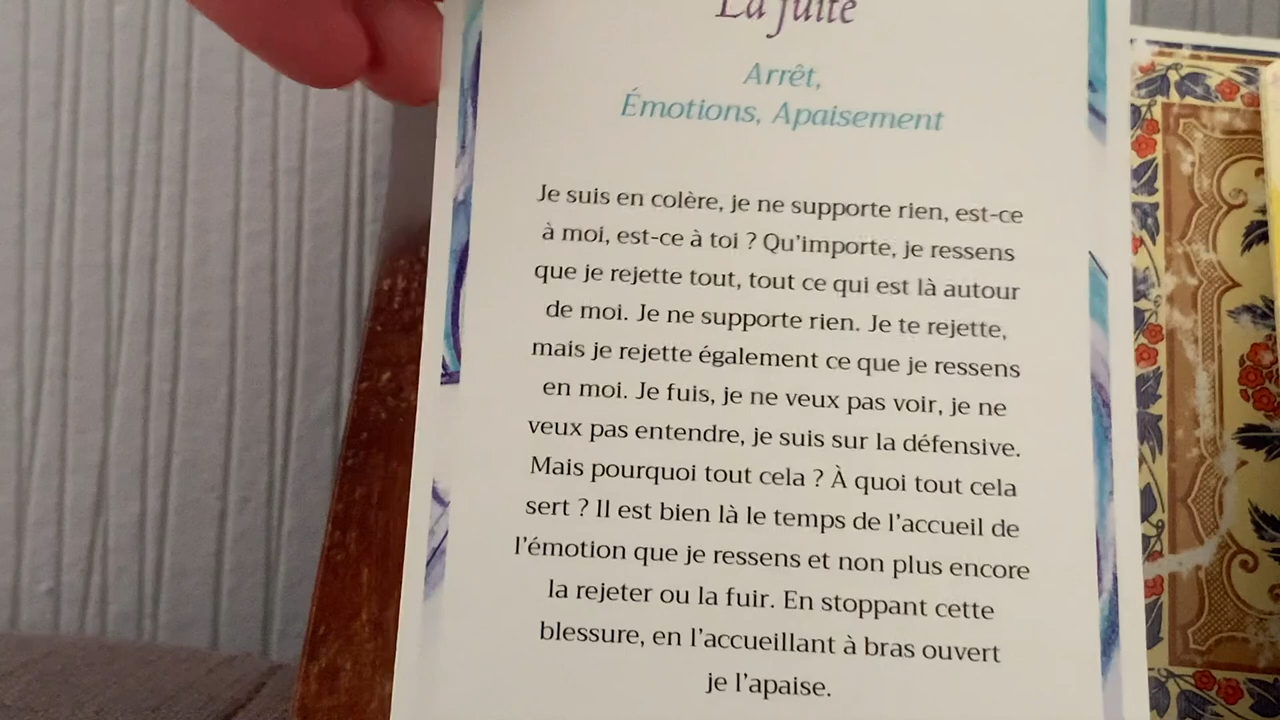 La fuite
Arrêt,
Émotions, Apaisement
Je suis en colère, je ne supporte rien, est-ce
à moi, est-ce à toi ? Qu'importe, je ressens
que je rejette tout, tout ce qui est là autour
de moi. Je ne supporte rien. Je te rejette,
mais je rejette également ce que je ressens
en moi. Je fuis, je ne veux pas voir, je ne
veux pas entendre, je suis sur la défensive.
Mais pourquoi tout cela ? À quoi tout cela
sert ? Il est bien là le temps de l'accueil de
l'émotion que je ressens et non plus encore
la rejeter ou la fuir. En stoppant cette
blessure, en l'accueillant à bras ouvert
je l'apaise.